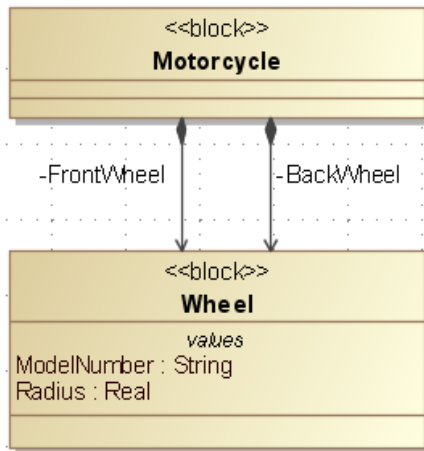 <<block>>
Motorcycle
-FrontWheel
-BackWheel
<<block>>
Wheel
values
ModelNumber : String
Radius : Real